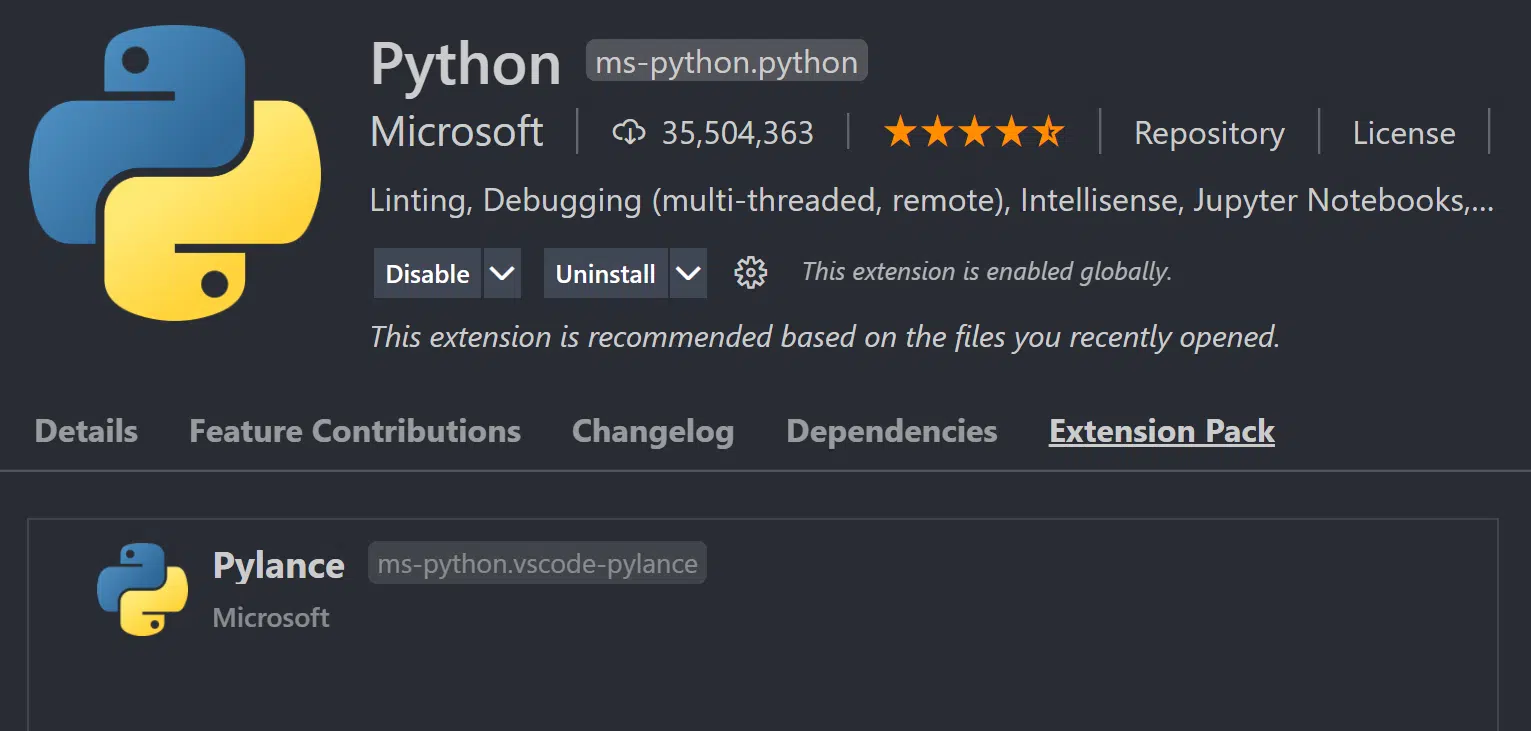 Python ms-python.python
Microsoft 35,504,363 Repository License
Linting, Debugging (multi-threaded, remote), Intellisense, Jupyter Notebooks,...
Disable Uninstall This extension is enabled globally.
This extension is recommended based on the files you recently opened.
Details Feature Contributions Changelog Dependencies Extension Pack
Pylance ms-python.vscode-pylance
Microsoft